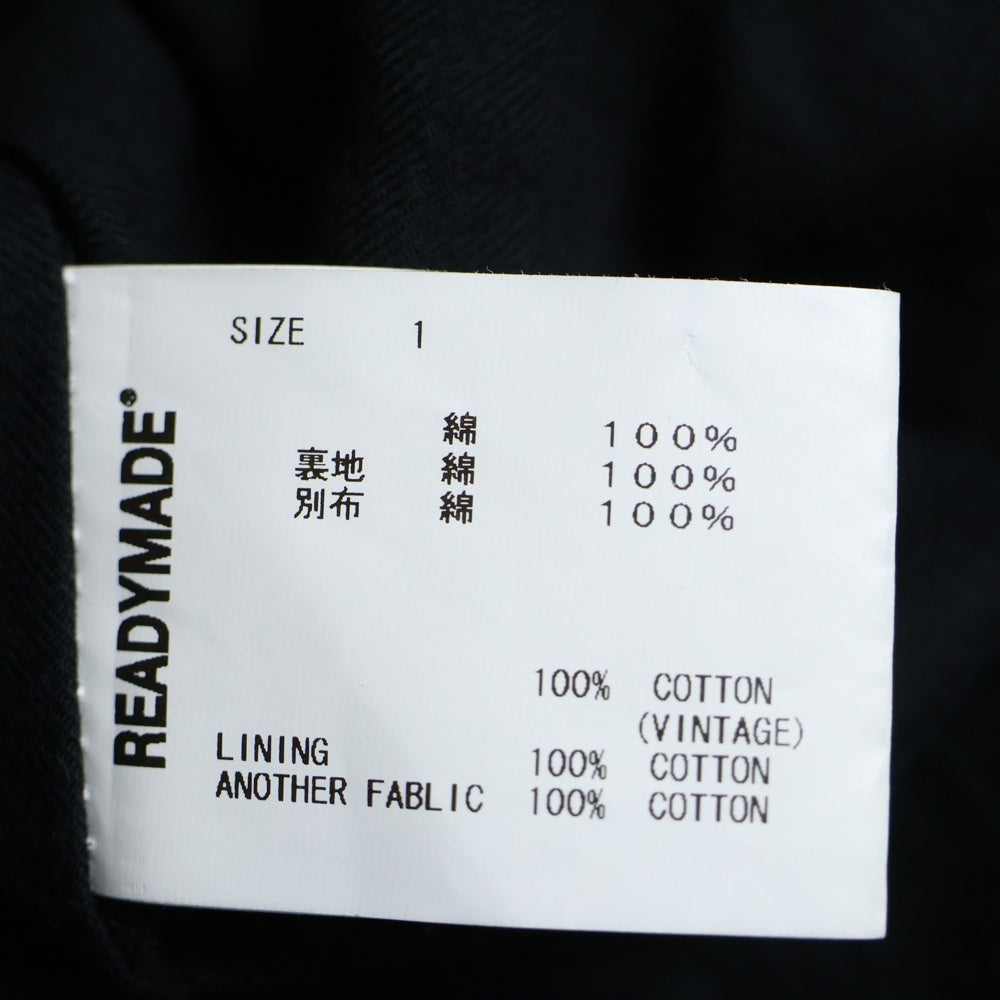 READYMADE®
SIZE 1
綿 １００％
裏地 綿 １００％
別布 綿 １００％
100% COTTON
(VINTAGE)
LINING 100% COTTON
ANOTHER FABLIC 100% COTTON